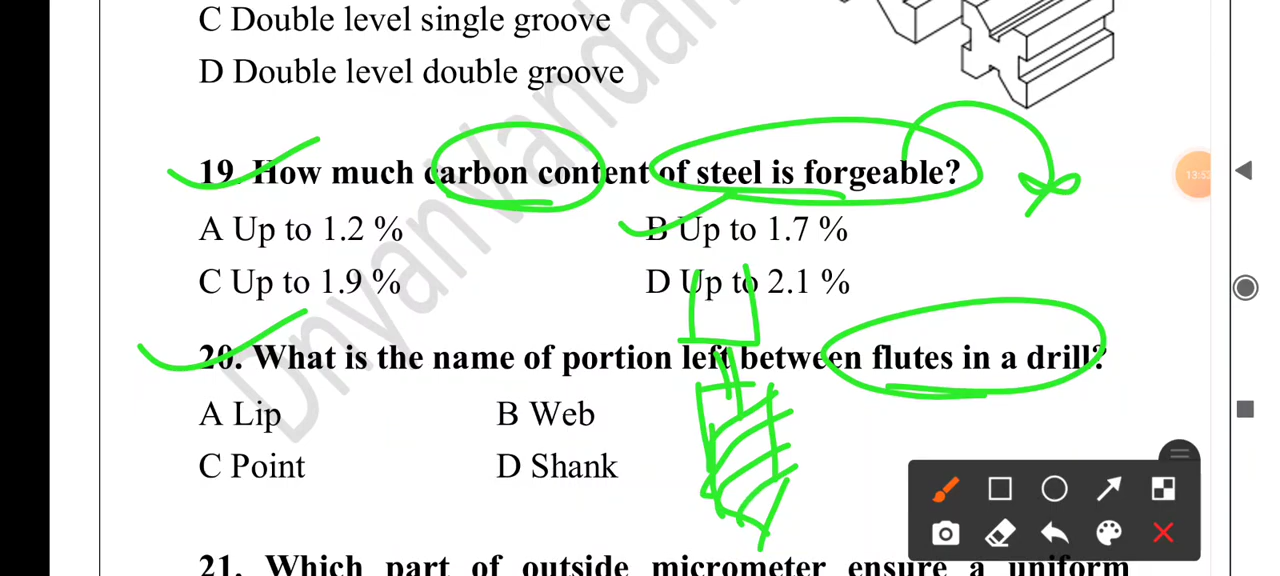 C Double level single groove
D Double level double groove
19. How much carbon content of steel is forgeable?
A Up to 1.2 % B Up to 1.7 %
C Up to 1.9 % D Up to 2.1 %
20. What is the name of portion left between flutes in a drill?
A Lip B Web
C Point D Shank
21. Which part of outside micrometer ensure a uniform
DnyanVandan
13:53